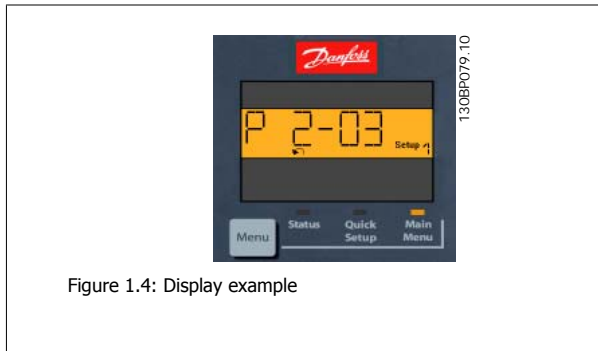 Danfoss
130BP079.10
P 2-03
Setup 1
Menu
Status
Quick
Setup
Main
Menu
Figure 1.4: Display example